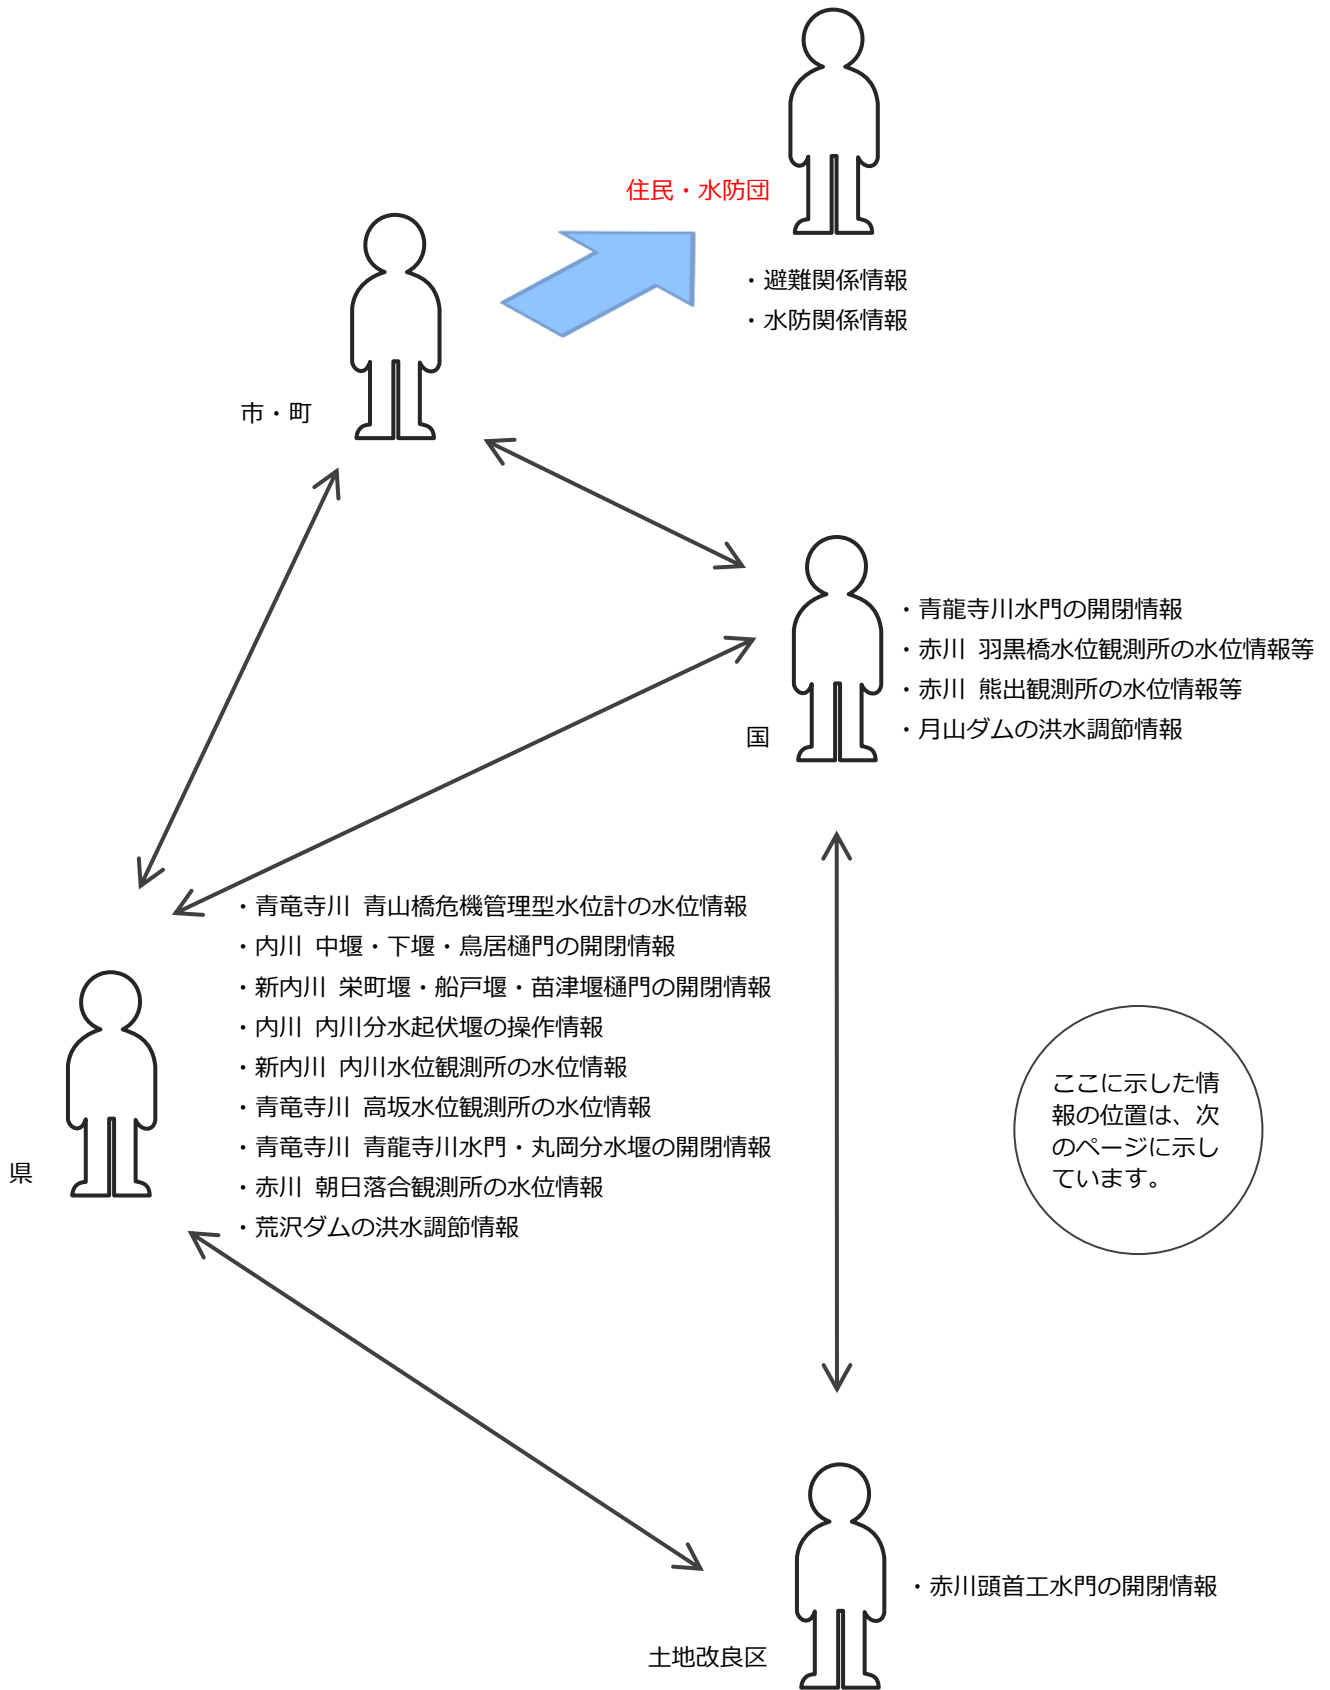 住民・水防団
・避難関係情報
・水防関係情報
市・町
・青龍寺川水門の開閉情報
・赤川 羽黒橋水位観測所の水位情報等
・赤川 熊出観測所の水位情報等
・月山ダムの洪水調節情報
国
・青竜寺川 青山橋危機管理型水位計の水位情報
・内川 中堰・下堰・鳥居樋門の開閉情報
・新内川 栄町堰・船戸堰・苗津堰樋門の開閉情報
・内川 内川分水起伏堰の操作情報
・新内川 内川水位観測所の水位情報
・青竜寺川 高坂水位観測所の水位情報
・青竜寺川 青龍寺川水門・丸岡分水堰の開閉情報
・赤川 朝日落合観測所の水位情報
・荒沢ダムの洪水調節情報
県
ここに示した情
報の位置は、次
のページに示し
ています。
・赤川頭首工水門の開閉情報
土地改良区